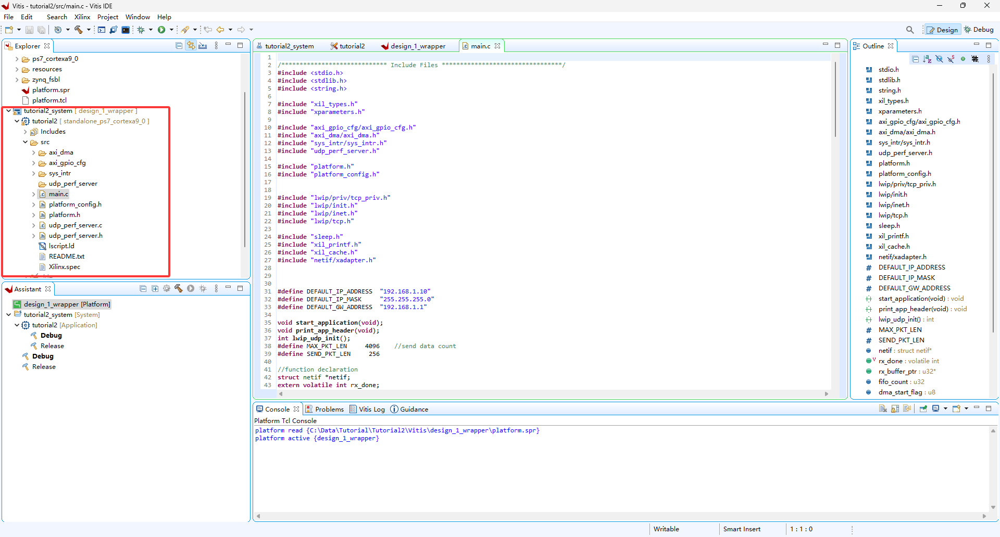 Vitis - tutorial2/src/main.c - Vitis IDE
File Edit Search Xilinx Project Window Help
Design Debug
Explorer
ps7_cortexa9_0
resources
zynq_fsbl
platform.spr
platform.tcl
tutorial2_system [ design_1_wrapper ]
tutorial2 [ standalone_ps7_cortexa9_0 ]
Includes
src
axi_dma
axi_gpio_cfg
sys_intr
udp_perf_server
main.c
platform_config.h
platform.h
udp_perf_server.c
udp_perf_server.h
lscript.ld
README.txt
Xilinx.spec
Assistant
design_1_wrapper [Platform]
tutorial2_system [System]
tutorial2 [Application]
Debug
Release
Debug
Release
tutorial2_system tutorial2 design_1_wrapper main.c
1
2 /***************************** Include Files *********************************/
3 #include <stdio.h>
4 #include <stdlib.h>
5 #include <string.h>
6
7 #include "xil_types.h"
8 #include "xparameters.h"
9
10 #include "axi_gpio_cfg/axi_gpio_cfg.h"
11 #include "axi_dma/axi_dma.h"
12 #include "sys_intr/sys_intr.h"
13 #include "udp_perf_server.h"
14
15 #include "platform.h"
16 #include "platform_config.h"
17
18
19 #include "lwip/priv/tcp_priv.h"
20 #include "lwip/init.h"
21 #include "lwip/inet.h"
22 #include "lwip/tcp.h"
23
24 #include "sleep.h"
25 #include "xil_printf.h"
26 #include "xil_cache.h"
27 #include "netif/xadapter.h"
28
29
30
31 #define DEFAULT_IP_ADDRESS "192.168.1.10"
32 #define DEFAULT_IP_MASK "255.255.255.0"
33 #define DEFAULT_GW_ADDRESS "192.168.1.1"
34
35 void start_application(void);
36 void print_app_header(void);
37 int lwip_udp_init();
38 #define MAX_PKT_LEN 4096 //send data count
39 #define SEND_PKT_LEN 256
40
41 //function declaration
42 struct netif *netif;
43 extern volatile int rx_done;
Outline
stdio.h
stdlib.h
string.h
xil_types.h
xparameters.h
axi_gpio_cfg/axi_gpio_cfg.h
axi_dma/axi_dma.h
sys_intr/sys_intr.h
udp_perf_server.h
platform.h
platform_config.h
lwip/priv/tcp_priv.h
lwip/init.h
lwip/inet.h
lwip/tcp.h
sleep.h
xil_printf.h
xil_cache.h
netif/xadapter.h
DEFAULT_IP_ADDRESS
DEFAULT_IP_MASK
DEFAULT_GW_ADDRESS
start_application(void) : void
print_app_header(void) : void
lwip_udp_init() : int
MAX_PKT_LEN
SEND_PKT_LEN
netif : struct netif*
rx_done : volatile int
rx_buffer_ptr : u32*
fifo_count : u32
dma_start_flag : u8
Console Problems Vitis Log Guidance
Platform Tcl Console
platform read {C:\Data\Tutorial\Tutorial2\Vitis\design_1_wrapper\platform.spr}
platform active {design_1_wrapper}
Writable Smart Insert 1 : 1 : 0